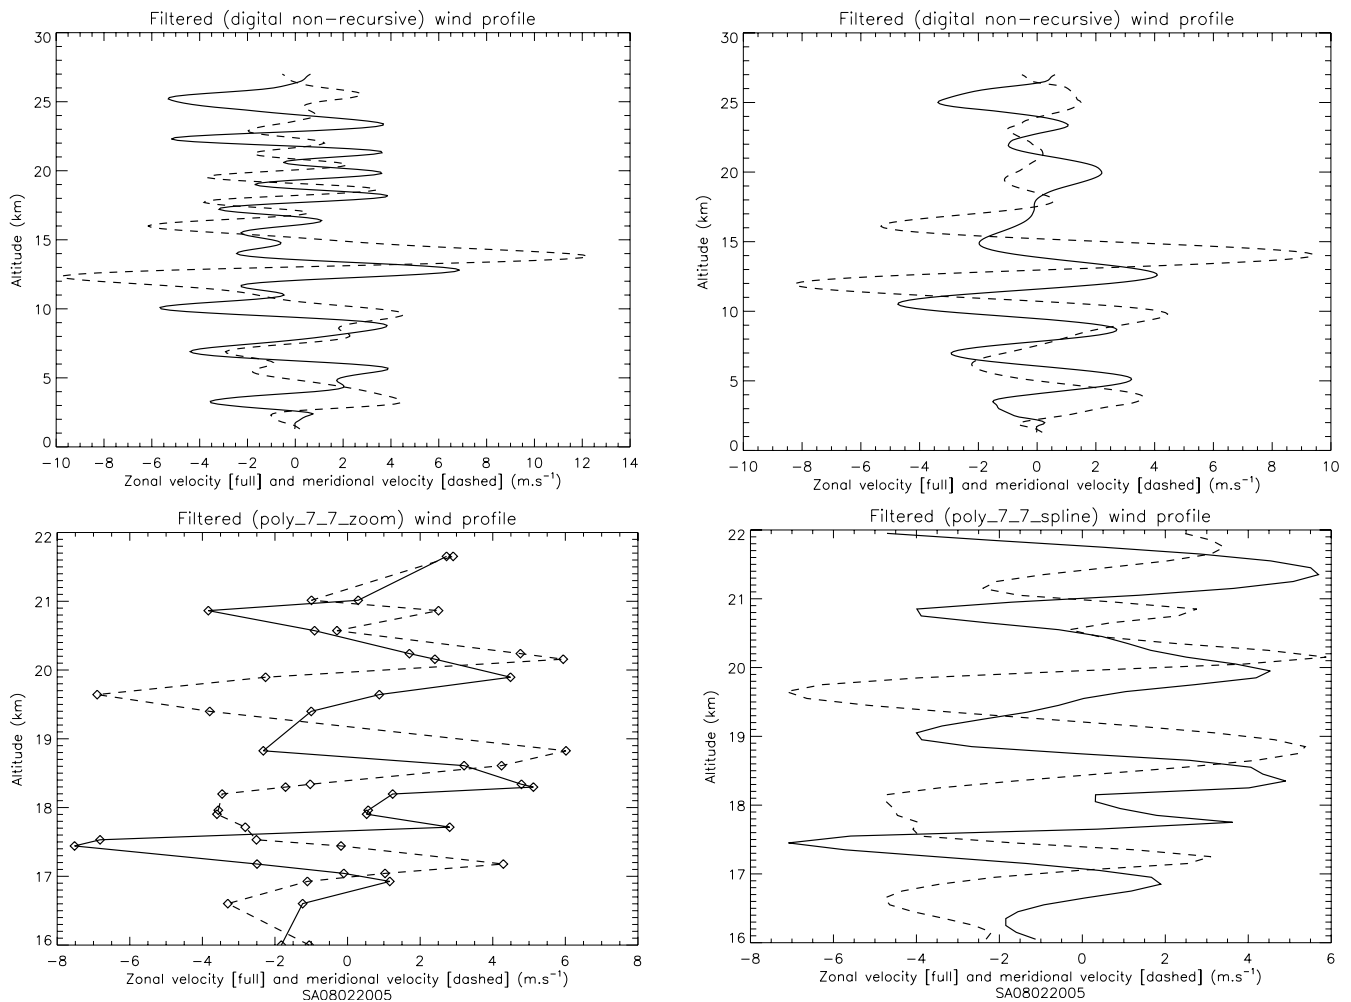 Filtered (digital non-recursive) wind profile
30
25
20
15
10
5
0
Altitude (km)
-10 -8 -6 -4 -2 0 2 4 6 8 10 12 14
Zonal velocity [full] and meridional velocity [dashed] (m.s⁻¹)
Filtered (digital non-recursive) wind profile
30
25
20
15
10
5
0
Altitude (km)
-10 -8 -6 -4 -2 0 2 4 6 8 10
Zonal velocity [full] and meridional velocity [dashed] (m.s⁻¹)
Filtered (poly_7_7_zoom) wind profile
22
21
20
19
18
17
16
Altitude (km)
-8 -6 -4 -2 0 2 4 6 8
Zonal velocity [full] and meridional velocity [dashed] (m.s⁻¹)
SA08022005
Filtered (poly_7_7_spline) wind profile
22
21
20
19
18
17
16
Altitude (km)
-8 -6 -4 -2 0 2 4 6
Zonal velocity [full] and meridional velocity [dashed] (m.s⁻¹)
SA08022005